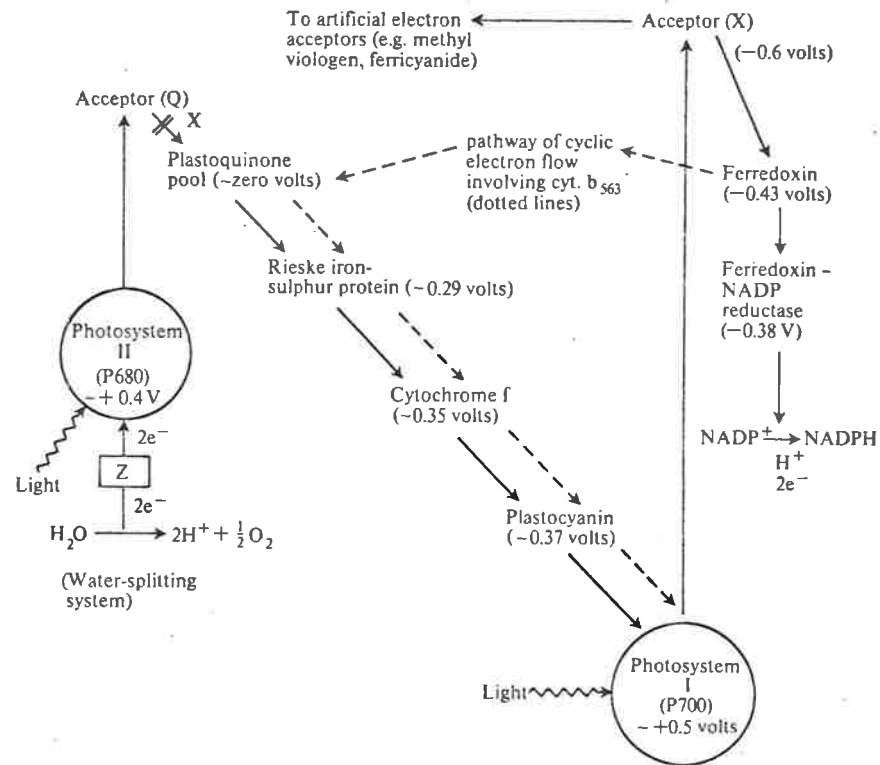 To artificial electron
acceptors (e.g. methyl
viologen, ferricyanide)
Acceptor (X)
(−0.6 volts)
Acceptor (Q)
X
Plastoquinone
pool (~zero volts)
pathway of cyclic
electron flow
involving cyt. b563
(dotted lines)
Ferredoxin
(−0.43 volts)
Rieske iron-
sulphur protein (~0.29 volts)
Ferredoxin –
NADP
reductase
(−0.38 V)
Photosystem
II
(P680)
~ + 0.4 V
Cytochrome f
(~0.35 volts)
2e⁻
Z
Light
2e⁻
NADP⁺ → NADPH
H⁺
2e⁻
H₂O → 2H⁺ + ½O₂
Plastocyanin
(~0.37 volts)
(Water-splitting
system)
Photosystem
I
(P700)
~ +0.5 volts
Light